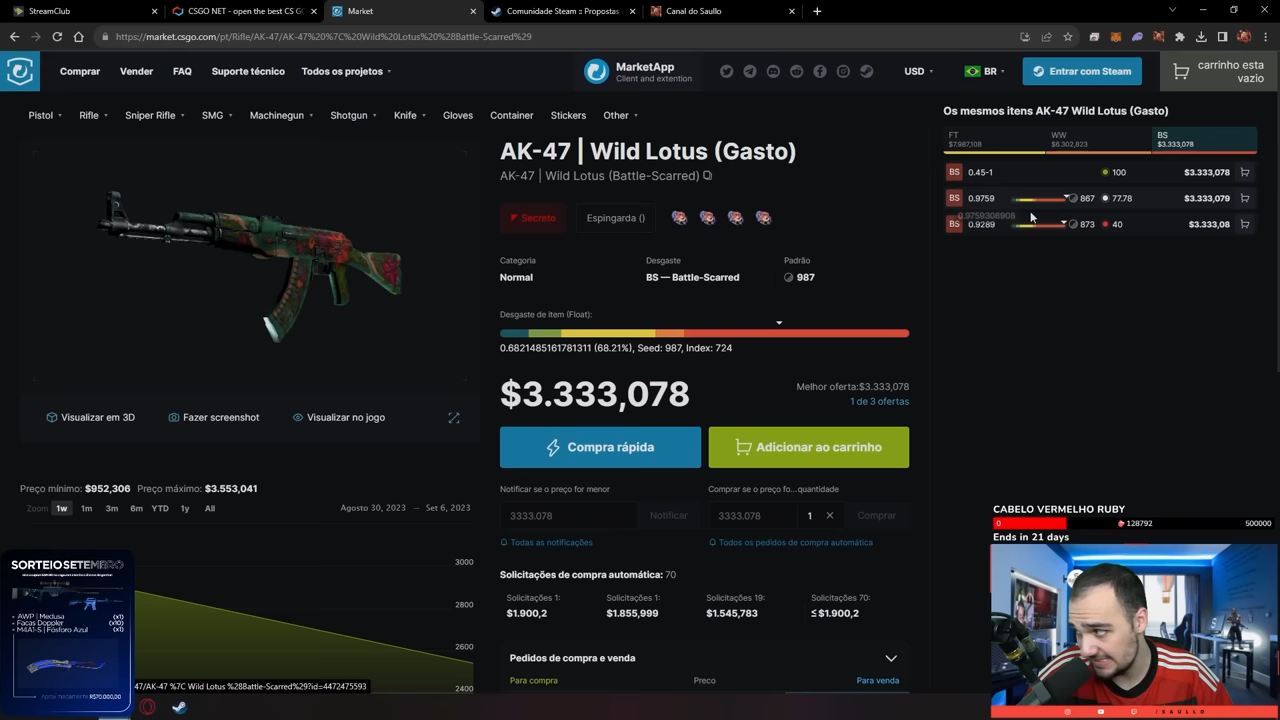 StreamClub
CSGO NET - open the best CS GO
Market
Comunidade Steam :: Propostas
Canal do Saullo
https://market.csgo.com/pt/Rifle/AK-47/AK-47%20%7C%20Wild%20Lotus%20%28Battle-Scarred%29
Comprar Vender FAQ Suporte técnico Todos os projetos
MarketApp
Client and extention
USD BR Entrar com Steam
carrinho esta
vazio
Pistol Rifle Sniper Rifle SMG Machinegun Shotgun Knife Gloves Container Stickers Other
AK-47 | Wild Lotus (Gasto)
AK-47 | Wild Lotus (Battle-Scarred)
Secreto Espingarda ()
Categoria Desgaste Padrão
Normal BS — Battle-Scarred 987
Desgaste de item (Float):
0.6821485161781311 (68.21%), Seed: 987, Index: 724
$3.333,078
Melhor oferta:$3.333,078
1 de 3 ofertas
Compra rápida Adicionar ao carrinho
Notificar se o preço for menor Comprar se o preço fo... quantidade
3333.078 Notificar 3333.078 1 Comprar
Todas as notificações Todos os pedidos de compra automática
Solicitações de compra automática: 70
Solicitações 1: Solicitações 1: Solicitações 19: Solicitações 70:
$1.900,2 $1.855,999 $1.545,783 ≤ $1.900,2
Pedidos de compra e venda
Para compra Preco Para venda
Os mesmos itens AK-47 Wild Lotus (Gasto)
FT WW BS
$7.987,108 $6.302,823 $3.333,078
BS 0.45-1 100 $3.333,078
BS 0.9759 867 77.78 $3.333,079
0.9759306908
BS 0.9289 873 40 $3.333,08
Visualizar em 3D Fazer screenshot Visualizar no jogo
Preço mínimo: $952,306 Preço máximo: $3.553,041
Zoom 1w 1m 3m 6m YTD 1y All Agosto 30, 2023 — Set 6, 2023
3000
2800
2600
2400
SORTEIO SETEMBRO
- AWP | Medusa (x1)
- Facas Doppler (x10)
- M4A1-S | Fósforo Azul (x1)
R$70.000,00
47/AK-47 %7C Wild Lotus %28Battle-Scarred%29?id=4472475593
CABELO VERMELHO RUBY
0 128792 500000
Ends in 21 days
/SAULLO